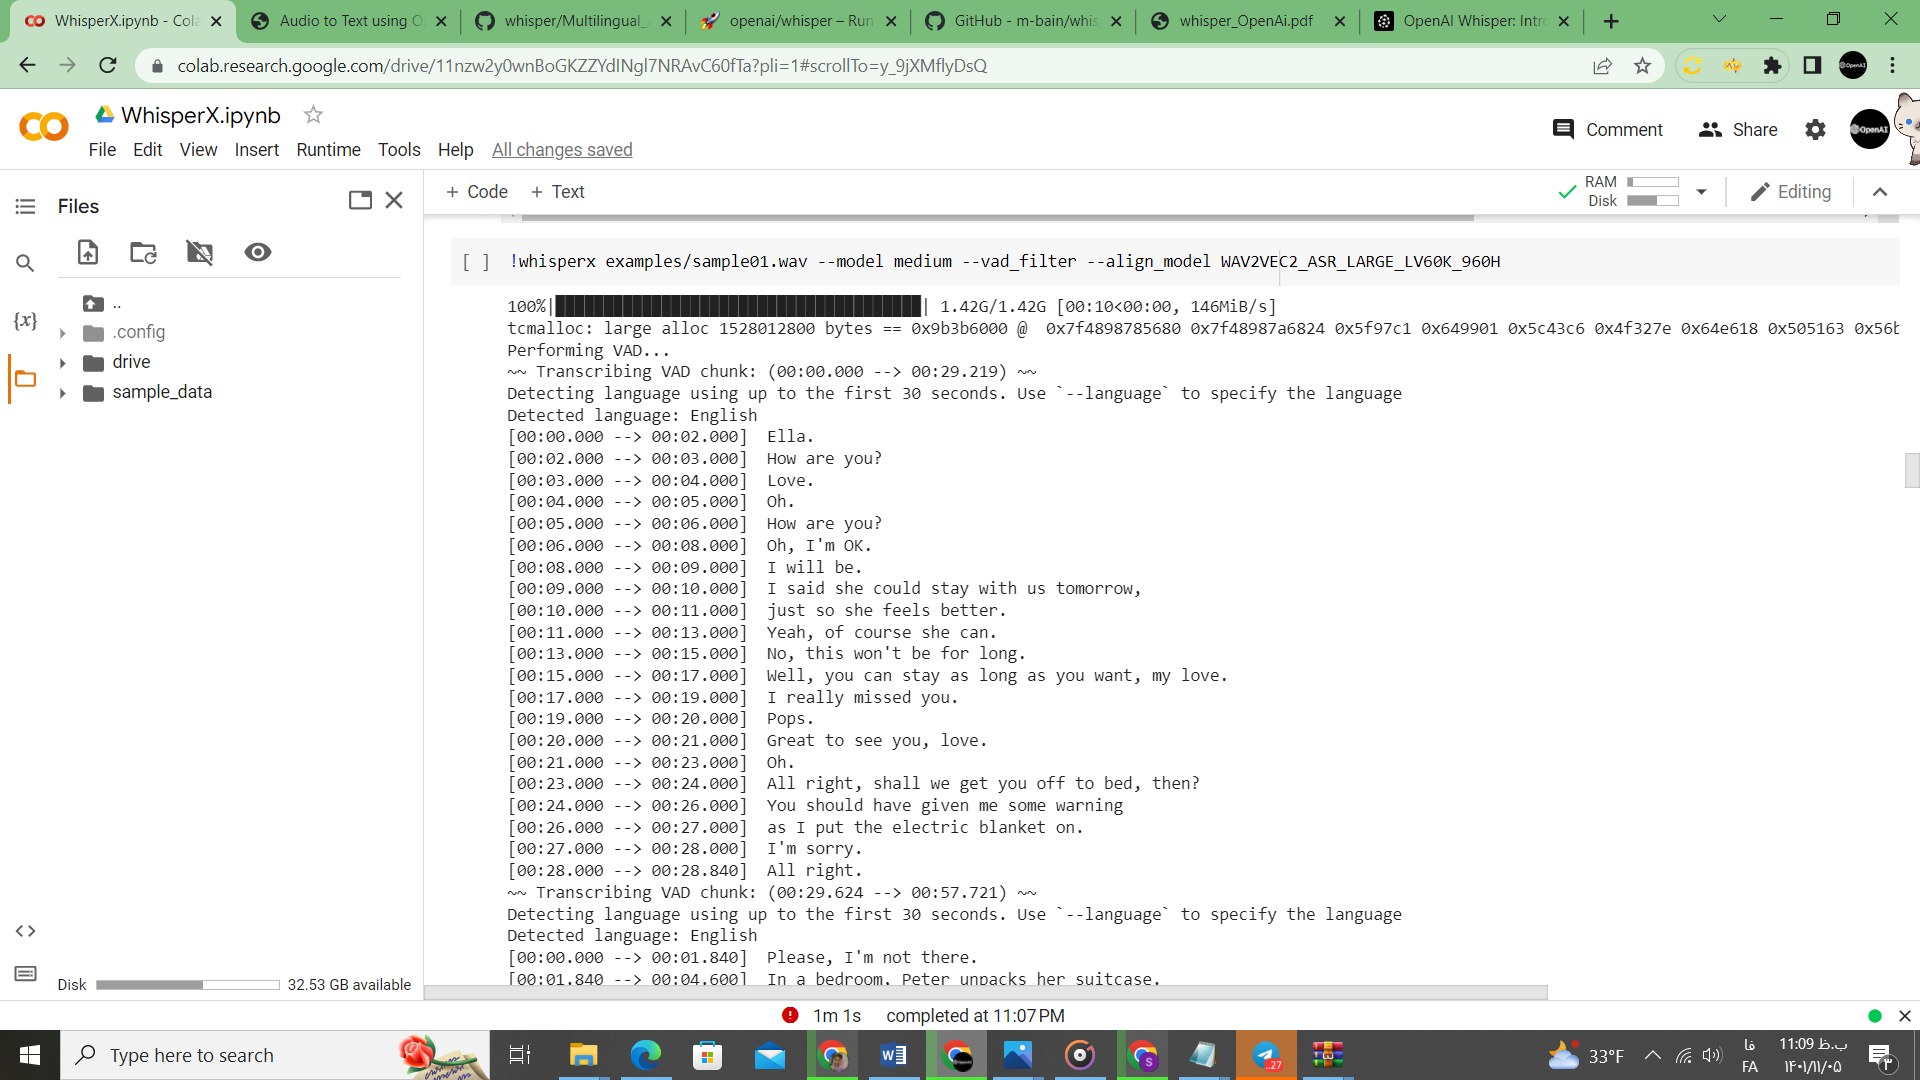 WhisperX.ipynb - Cola
Audio to Text using O
whisper/Multilingual_
openai/whisper – Run
GitHub - m-bain/whis
whisper_OpenAi.pdf
OpenAI Whisper: Intro
colab.research.google.com/drive/11nzw2y0wnBoGKZZYdINgl7NRAvC60fTa?pli=1#scrollTo=y_9jXMflyDsQ
WhisperX.ipynb
File Edit View Insert Runtime Tools Help All changes saved
Comment
Share
OpenAI
Files
+ Code + Text
RAM
Disk
Editing
..
.config
drive
sample_data
{x}
[ ] !whisperx examples/sample01.wav --model medium --vad_filter --align_model WAV2VEC2_ASR_LARGE_LV60K_960H
100%| | 1.42G/1.42G [00:10<00:00, 146MiB/s]
tcmalloc: large alloc 1528012800 bytes == 0x9b3b6000 @ 0x7f4898785680 0x7f48987a6824 0x5f97c1 0x649901 0x5c43c6 0x4f327e 0x64e618 0x505163 0x56b
Performing VAD...
~~ Transcribing VAD chunk: (00:00.000 --> 00:29.219) ~~
Detecting language using up to the first 30 seconds. Use `--language` to specify the language
Detected language: English
[00:00.000 --> 00:02.000] Ella.
[00:02.000 --> 00:03.000] How are you?
[00:03.000 --> 00:04.000] Love.
[00:04.000 --> 00:05.000] Oh.
[00:05.000 --> 00:06.000] How are you?
[00:06.000 --> 00:08.000] Oh, I'm OK.
[00:08.000 --> 00:09.000] I will be.
[00:09.000 --> 00:10.000] I said she could stay with us tomorrow,
[00:10.000 --> 00:11.000] just so she feels better.
[00:11.000 --> 00:13.000] Yeah, of course she can.
[00:13.000 --> 00:15.000] No, this won't be for long.
[00:15.000 --> 00:17.000] Well, you can stay as long as you want, my love.
[00:17.000 --> 00:19.000] I really missed you.
[00:19.000 --> 00:20.000] Pops.
[00:20.000 --> 00:21.000] Great to see you, love.
[00:21.000 --> 00:23.000] Oh.
[00:23.000 --> 00:24.000] All right, shall we get you off to bed, then?
[00:24.000 --> 00:26.000] You should have given me some warning
[00:26.000 --> 00:27.000] as I put the electric blanket on.
[00:27.000 --> 00:28.000] I'm sorry.
[00:28.000 --> 00:28.840] All right.
~~ Transcribing VAD chunk: (00:29.624 --> 00:57.721) ~~
Detecting language using up to the first 30 seconds. Use `--language` to specify the language
Detected language: English
[00:00.000 --> 00:01.840] Please, I'm not there.
[00:01.840 --> 00:04.600] In a bedroom, Peter unpacks her suitcase.
Disk 32.53 GB available
1m 1s completed at 11:07 PM
Type here to search
..27
33°F
فا
FA
11:09 ب.ظ
۱۴۰۱/۱۱/۰۵
۳